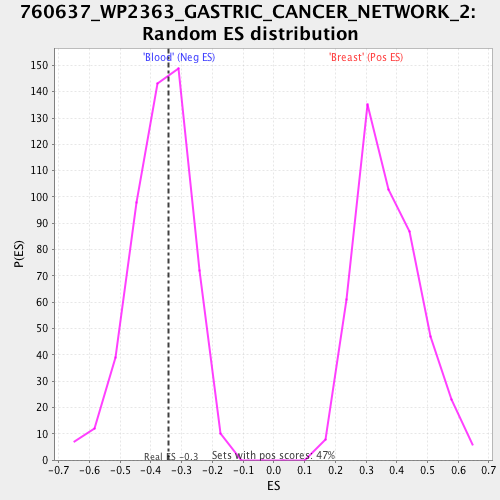 760637_WP2363_GASTRIC_CANCER_NETWORK_2:
Random ES distribution
'Blood' (Neg ES)
'Breast' (Pos ES)
150
140
130
120
110
100
90
80
70
60
50
40
30
20
10
0
P(ES)
Real ES -0.3
Sets with pos scores: 47%
-0.7 -0.6 -0.5 -0.4 -0.3 -0.2 -0.1 0.0 0.1 0.2 0.3 0.4 0.5 0.6 0.7
ES